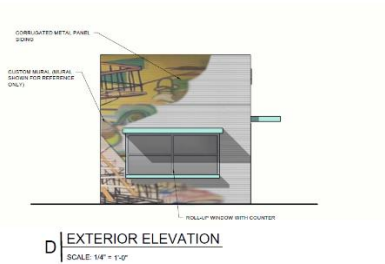 CORRUGATED METAL PANEL
SIDING
CUSTOM MURAL (MURAL
SHOWN FOR REFERENCE
ONLY)
ROLL-UP WINDOW WITH COUNTER
D
EXTERIOR ELEVATION
SCALE: 1/4" = 1'-0"